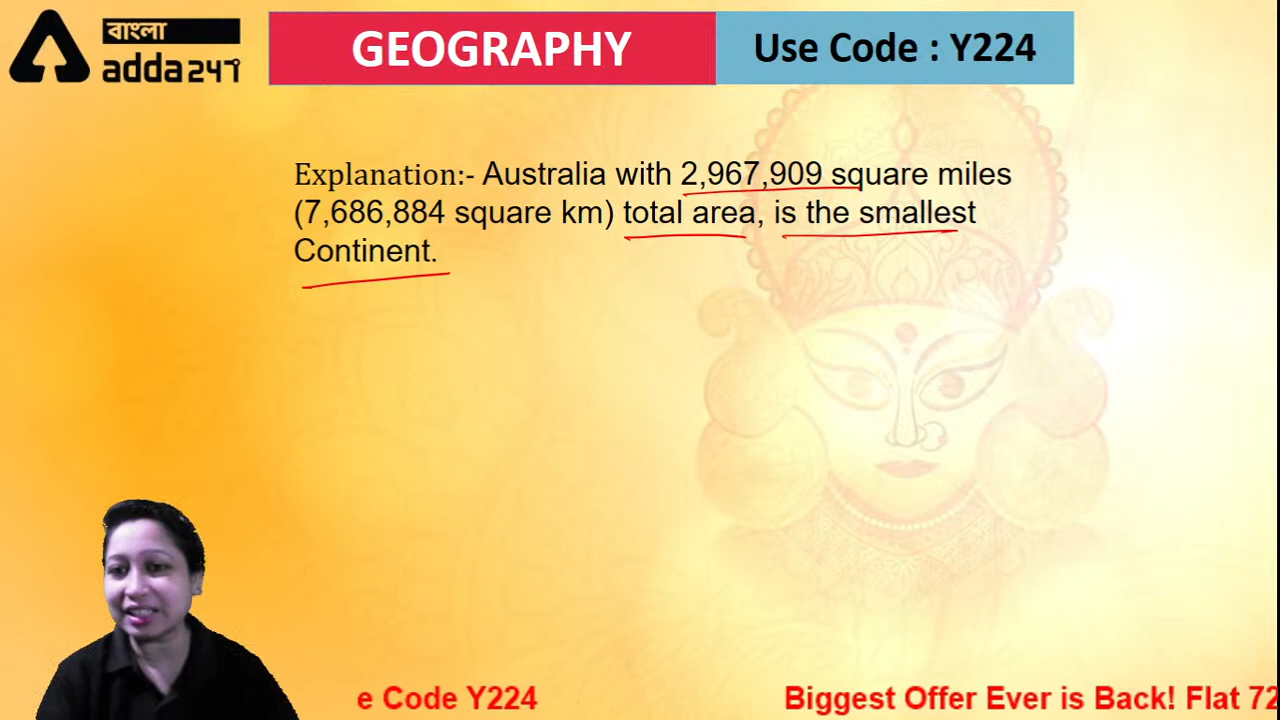 বাংলা
adda247
GEOGRAPHY
Use Code : Y224
Explanation:- Australia with 2,967,909 square miles
(7,686,884 square km) total area, is the smallest
Continent.
e Code Y224
Biggest Offer Ever is Back! Flat 72